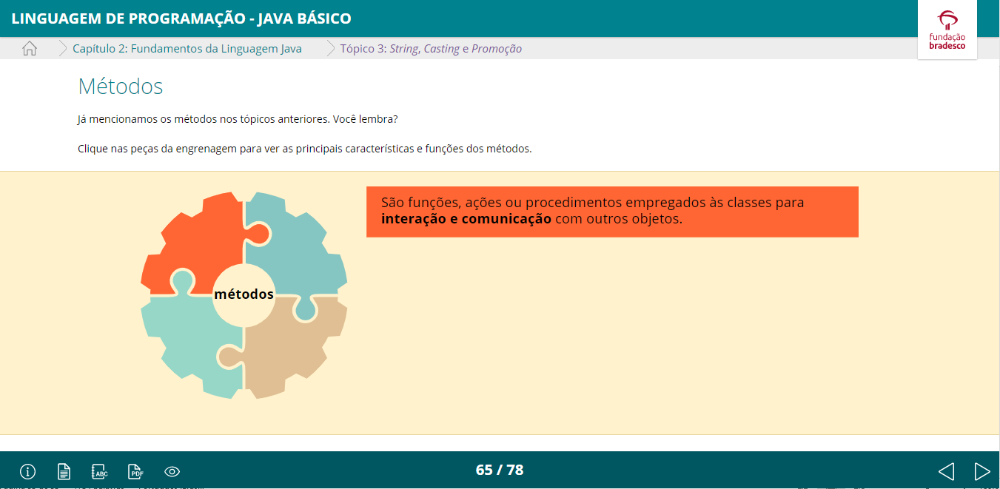 LINGUAGEM DE PROGRAMAÇÃO - JAVA BÁSICO
fundação
bradesco
Capítulo 2: Fundamentos da Linguagem Java
Tópico 3: String, Casting e Promoção
Métodos
Já mencionamos os métodos nos tópicos anteriores. Você lembra?
Clique nas peças da engrenagem para ver as principais características e funções dos métodos.
São funções, ações ou procedimentos empregados às classes para
interação e comunicação com outros objetos.
métodos
ABC
PDF
65 / 78